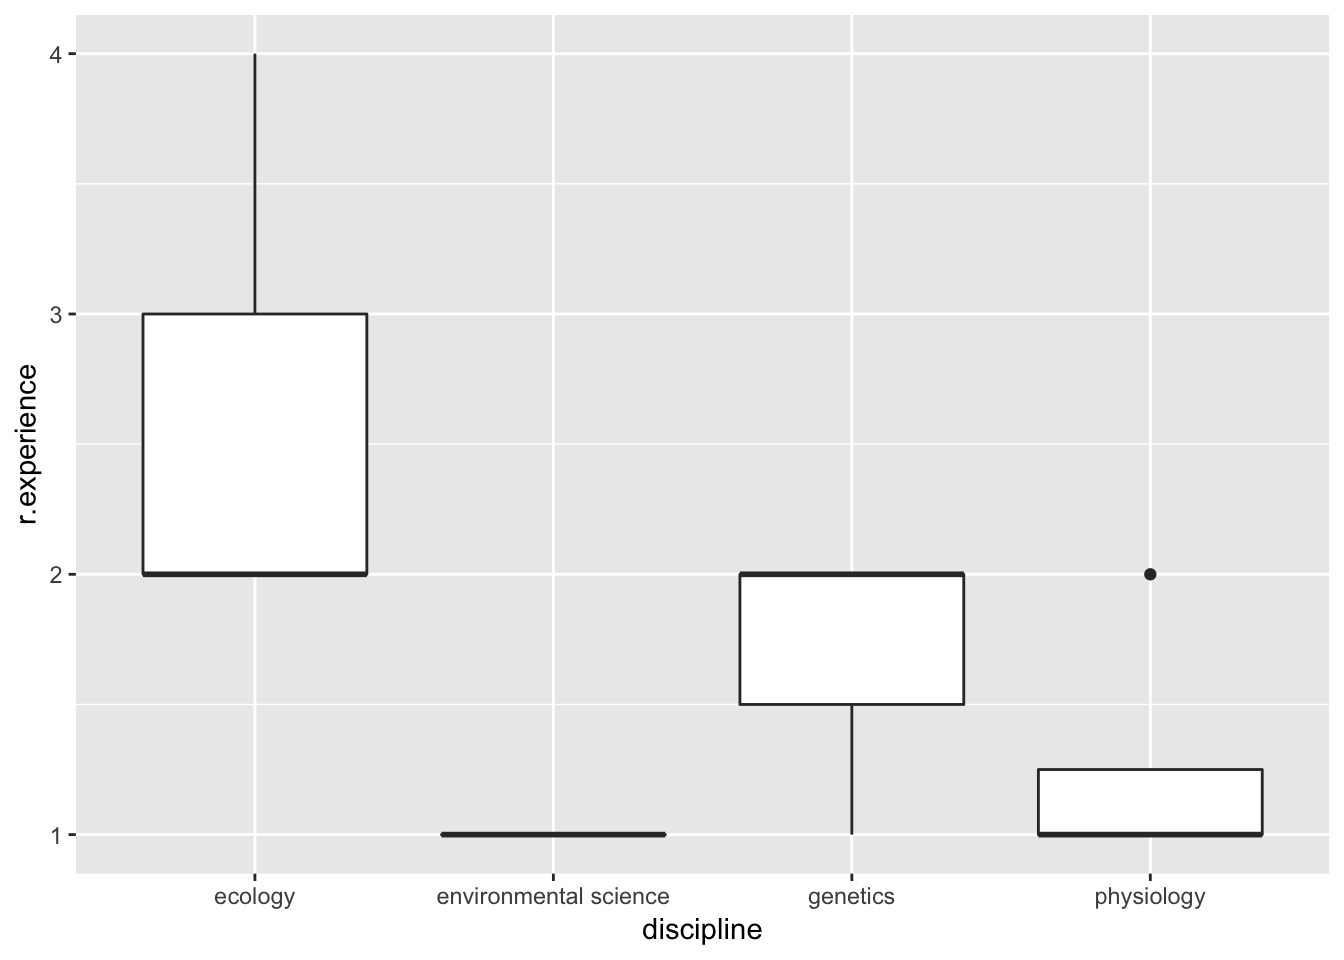 4
3
2
1
r.experience
ecology
environmental science
genetics
physiology
discipline